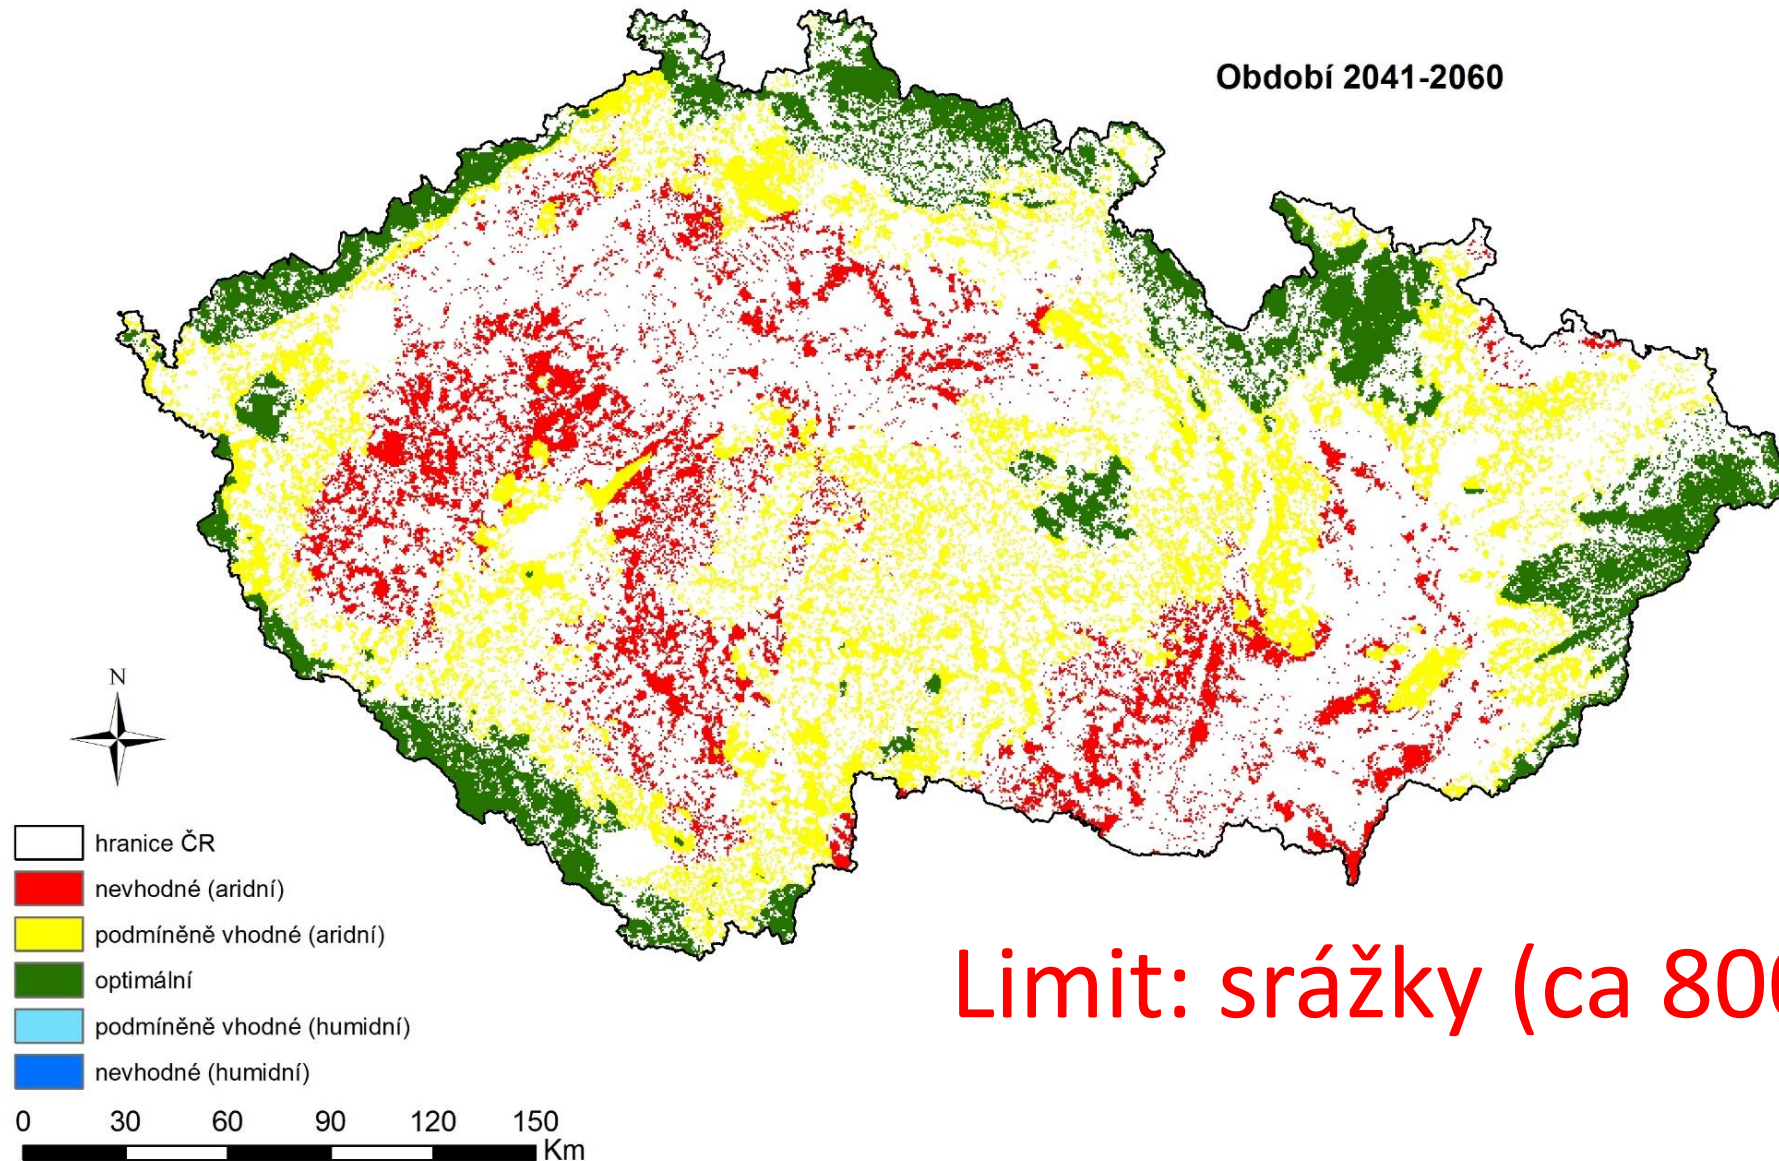 Období 2041-2060
N
hranice ČR
nevhodné (aridní)
podmíněně vhodné (aridní)
optimální
podmíněně vhodné (humidní)
nevhodné (humidní)
0 30 60 90 120 150
Km
Limit: srážky (ca 800